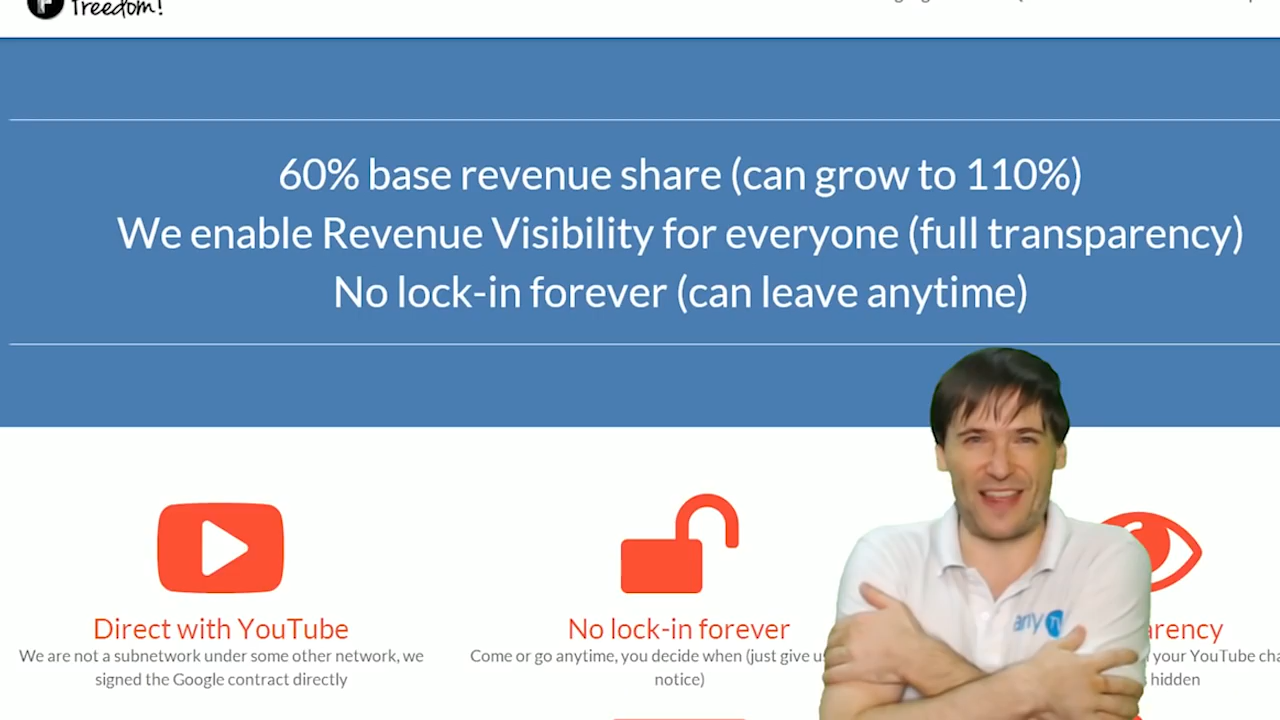 freedom!
60% base revenue share (can grow to 110%)
We enable Revenue Visibility for everyone (full transparency)
No lock-in forever (can leave anytime)
Direct with YouTube
We are not a subnetwork under some other network, we
signed the Google contract directly
No lock-in forever
Come or go anytime, you decide when (just give us
notice)
arency
your YouTube cha
hidden
any TV